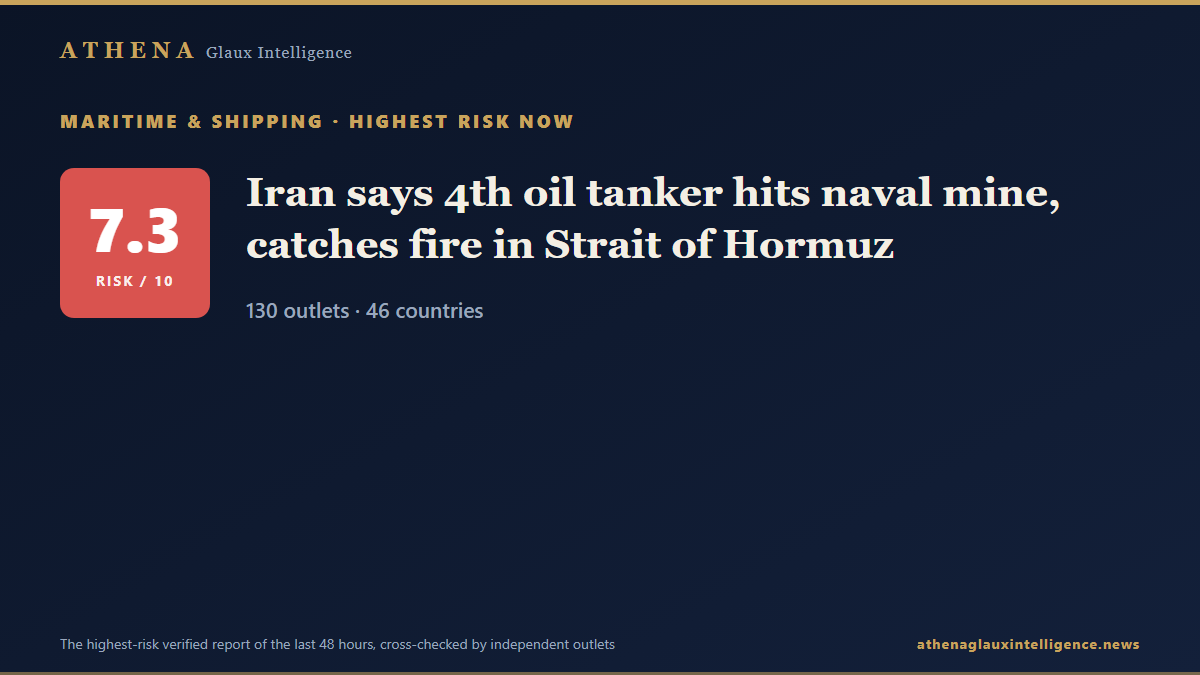 ATHENA Glaux Intelligence
MARITIME & SHIPPING · HIGHEST RISK NOW
7.3
RISK / 10
Iran says 4th oil tanker hits naval mine,
catches fire in Strait of Hormuz
130 outlets · 46 countries
The highest-risk verified report of the last 48 hours, cross-checked by independent outlets
athenaglauxintelligence.news